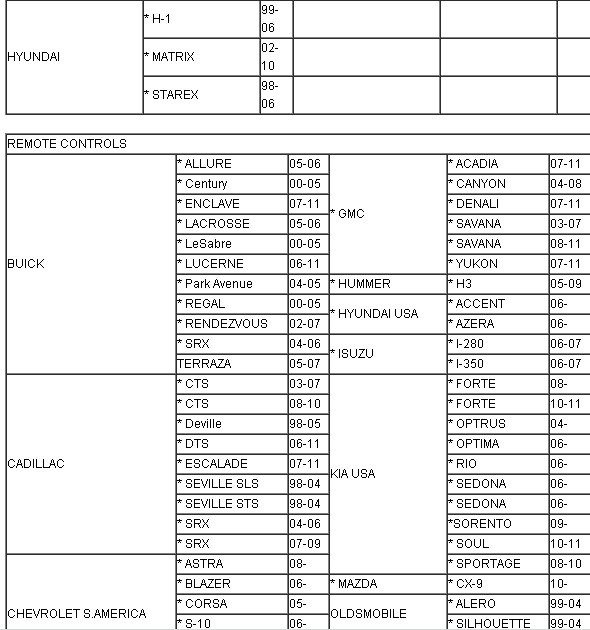 * H-1 99-06
HYUNDAI * MATRIX 02-10
* STAREX 98-06
REMOTE CONTROLS
* ALLURE 05-06 * ACADIA 07-11
* Century 00-05 * CANYON 04-08
* ENCLAVE 07-11 * DENALI 07-11
* GMC
* LACROSSE 05-06 * SAVANA 03-07
* LeSabre 00-05 * SAVANA 08-11
BUICK * LUCERNE 06-11 * YUKON 07-11
* Park Avenue 04-05 * HUMMER * H3 05-09
* REGAL 00-05 * ACCENT 06-
* HYUNDAI USA
* RENDEZVOUS 02-07 * AZERA 06-
* SRX 04-06 * I-280 06-07
* ISUZU
TERRAZA 05-07 * I-350 06-07
* CTS 03-07 * FORTE 08-
* CTS 08-10 * FORTE 10-11
* Deville 98-05 * OPTRUS 04-
* DTS 06-11 * OPTIMA 06-
CADILLAC * ESCALADE 07-11 * RIO 06-
KIA USA
* SEVILLE SLS 98-04 * SEDONA 06-
* SEVILLE STS 98-04 * SEDONA 06-
* SRX 04-06 *SORENTO 09-
* SRX 07-09 * SOUL 10-11
* ASTRA 08- * SPORTAGE 08-10
* BLAZER 06- * MAZDA * CX-9 10-
CHEVROLET S.AMERICA * CORSA 05- OLDSMOBILE * ALERO 99-04
* S-10 06- * SILHOUETTE 99-04